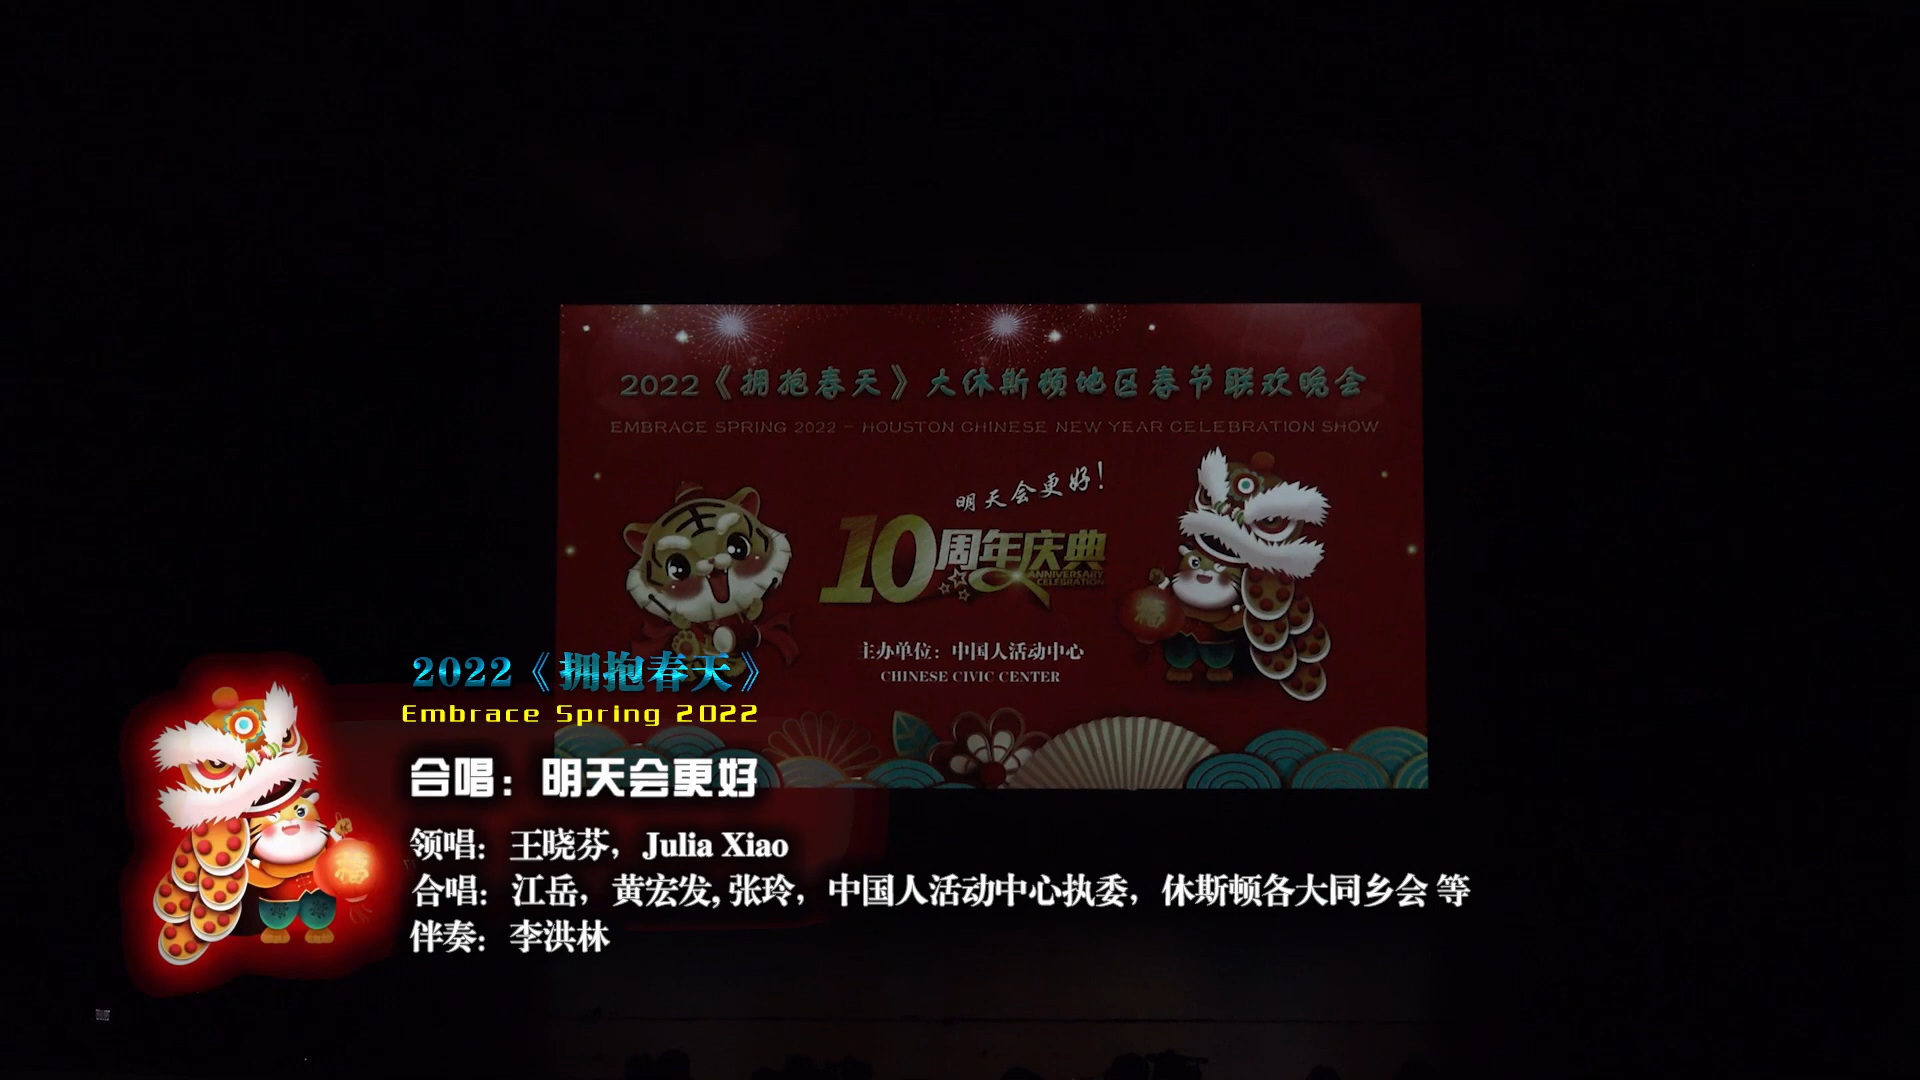 2022《拥抱春天》大休斯顿地区春节联欢晚会
EMBRACE SPRING 2022 - HOUSTON CHINESE NEW YEAR CELEBRATION SHOW
明天会更好!
10周年庆典
ANNIVERSARY
CELEBRATION
主办单位：中国人活动中心
CHINESE CIVIC CENTER
2022《拥抱春天》
Embrace Spring 2022
合唱：明天会更好
领唱：王晓芬，Julia Xiao
合唱：江岳，黄宏发, 张玲，中国人活动中心执委，休斯顿各大同乡会 等
伴奏：李洪林